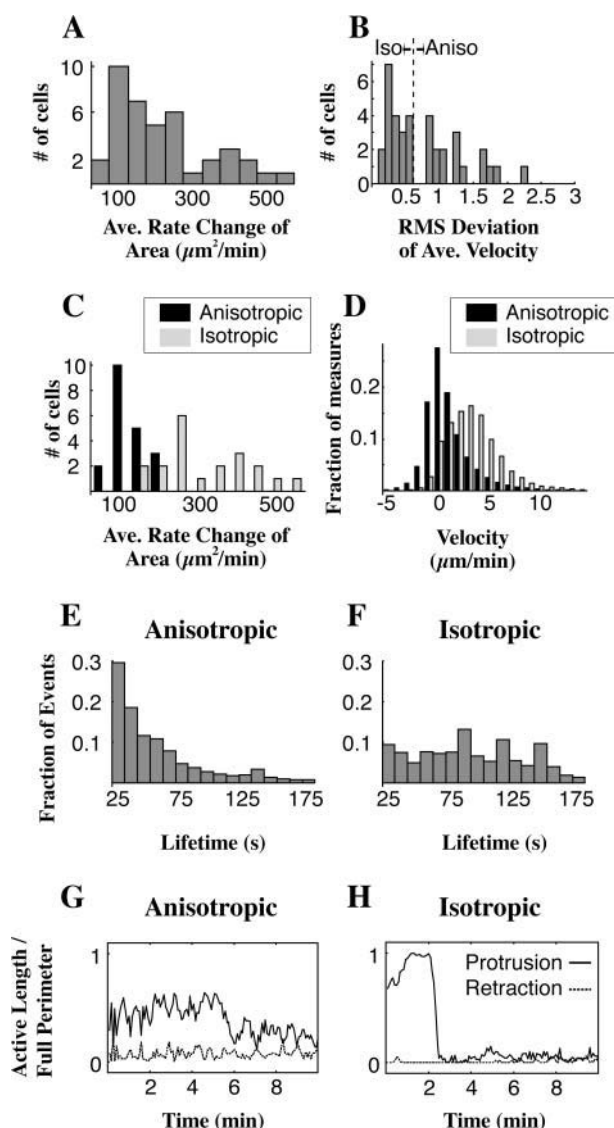 A
B
Iso
Aniso
# of cells
10
6
2
100
300
500
Ave. Rate Change of
Area (μm²/min)
# of cells
6
4
2
0
0.5
1
1.5
2
2.5
3
RMS Deviation
of Ave. Velocity
C
Anisotropic
Isotropic
# of cells
10
8
6
4
2
100
300
500
Ave. Rate Change of
Area (μm²/min)
D
Anisotropic
Isotropic
Fraction of measures
0.2
0.1
-5
0
5
10
Velocity
(μm/min)
E
Anisotropic
Fraction of Events
0.3
0.2
0.1
25
75
125
175
Lifetime (s)
F
Isotropic
0.3
0.2
0.1
25
75
125
175
Lifetime (s)
G
Anisotropic
Active Length /
Full Perimeter
1
0
2
4
6
8
Time (min)
H
Isotropic
Protrusion
Retraction
1
0
2
4
6
8
Time (min)